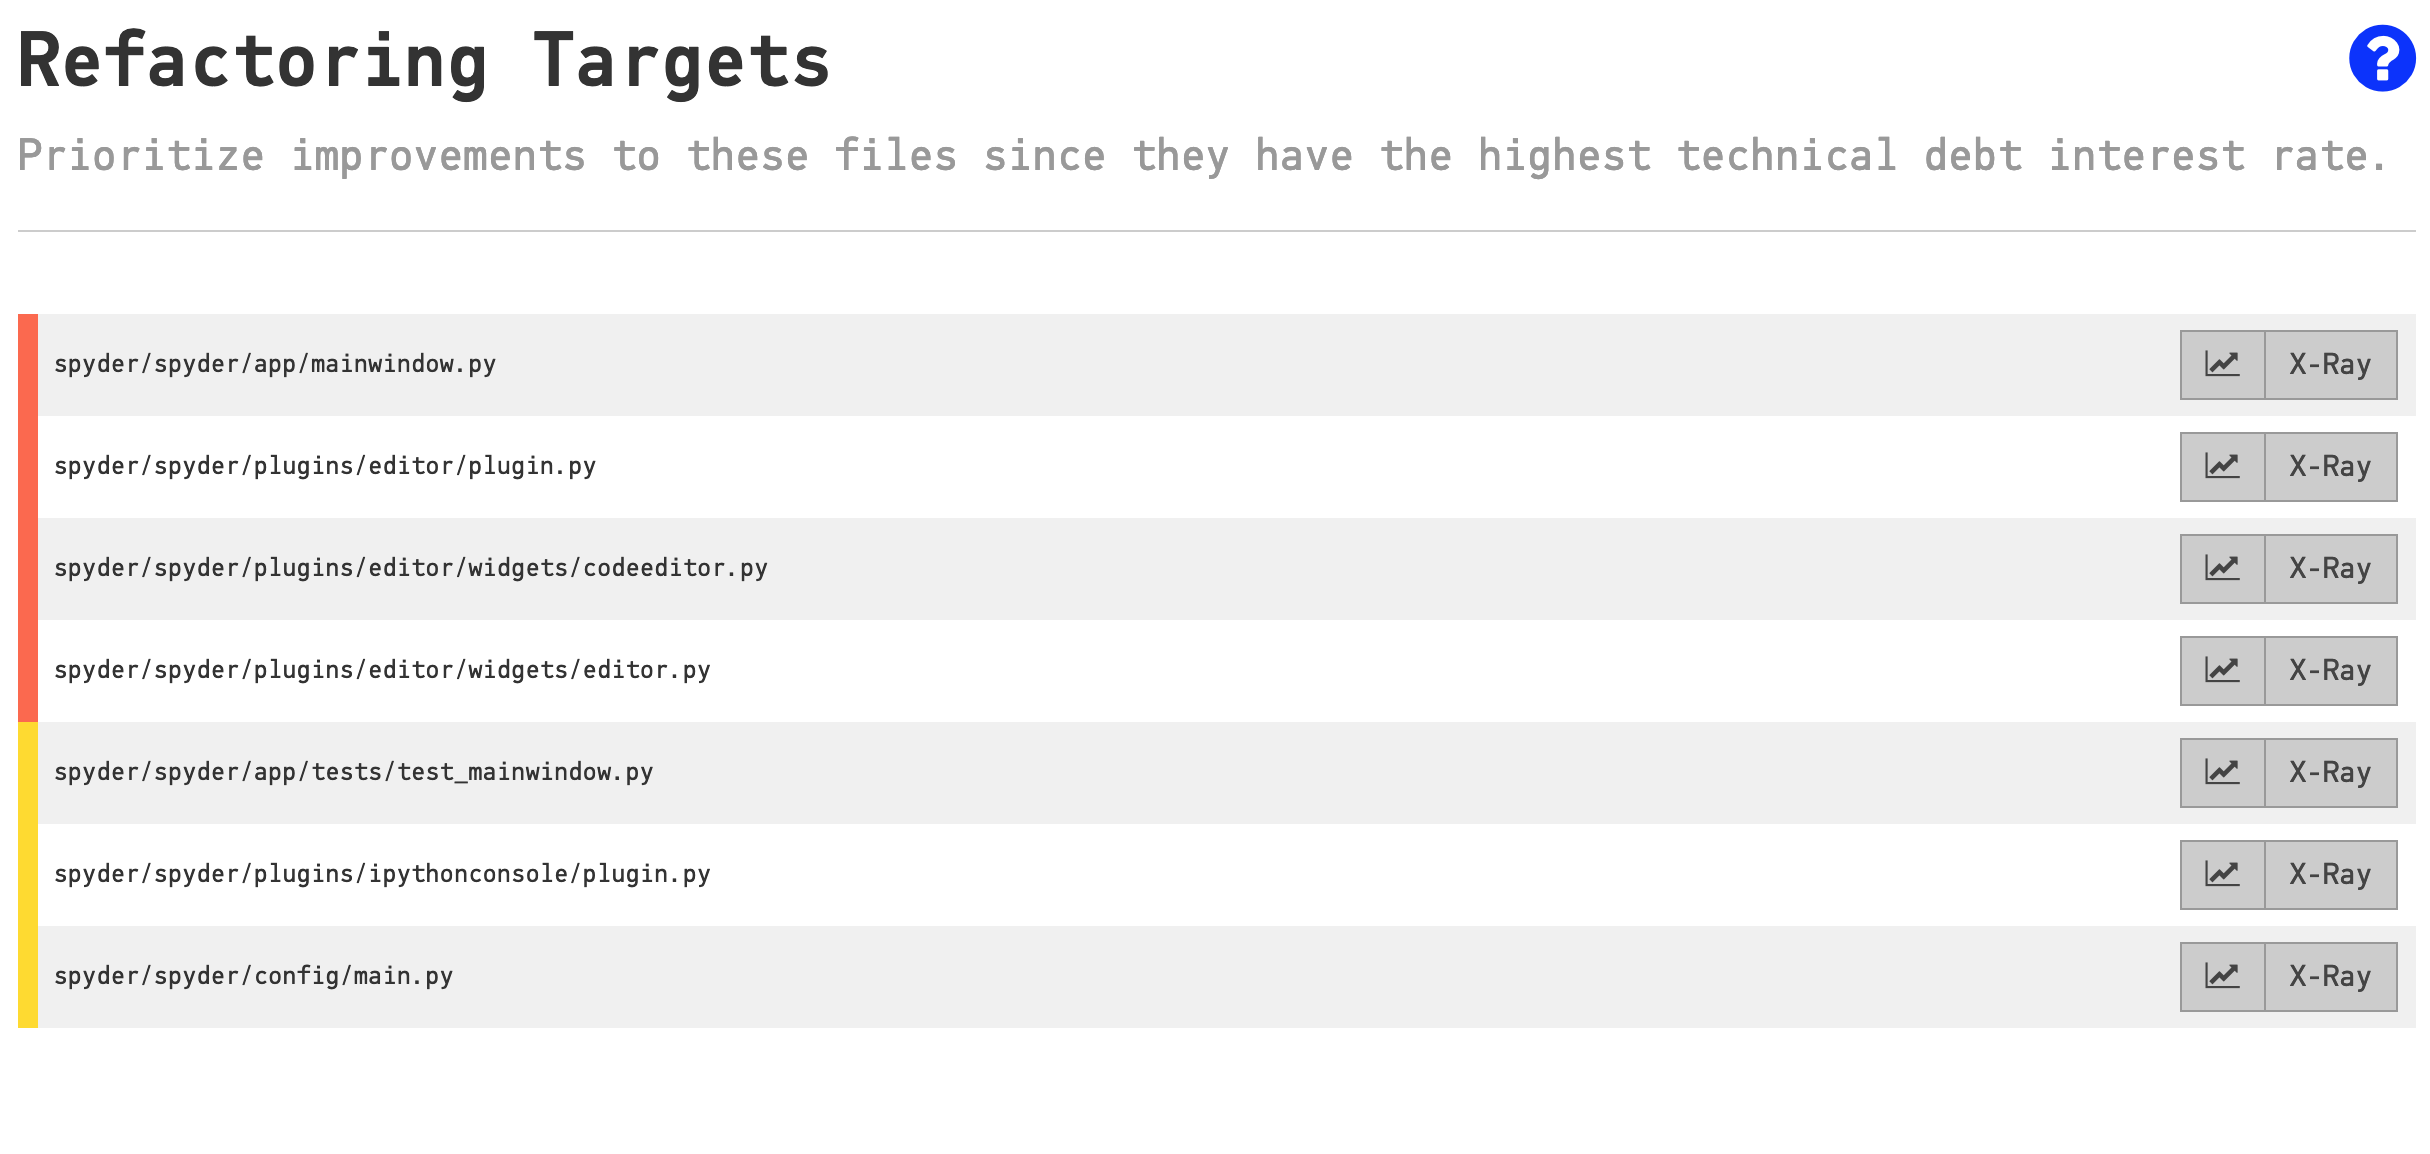 Refactoring Targets
?
Prioritize improvements to these files since they have the highest technical debt interest rate.
spyder/spyder/app/mainwindow.py X-Ray
spyder/spyder/plugins/editor/plugin.py X-Ray
spyder/spyder/plugins/editor/widgets/codeeditor.py X-Ray
spyder/spyder/plugins/editor/widgets/editor.py X-Ray
spyder/spyder/app/tests/test_mainwindow.py X-Ray
spyder/spyder/plugins/ipythonconsole/plugin.py X-Ray
spyder/spyder/config/main.py X-Ray